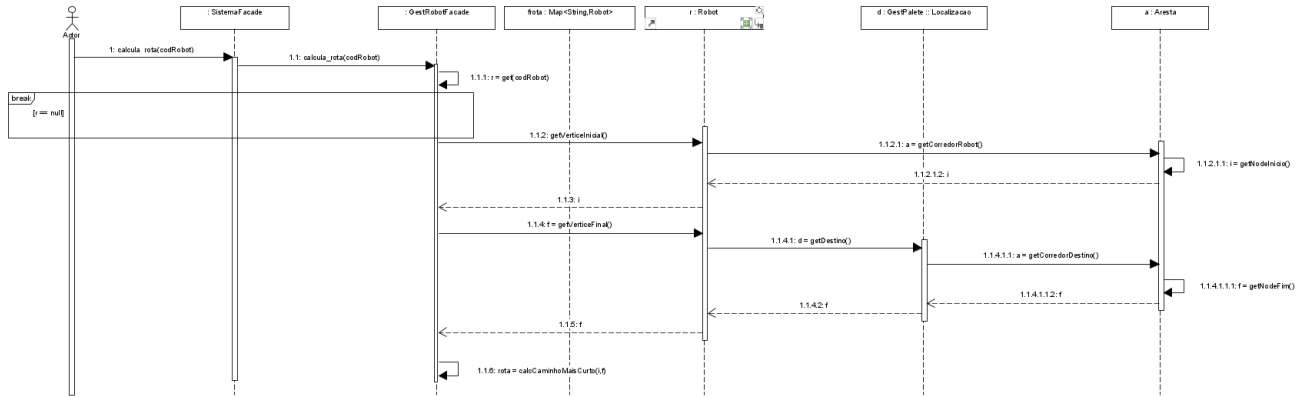 : SistemaFacade
: GestRobotFacade
frota : Map<String,Robot>
r : Robot
d : GestPalete :: Localizacao
a : Aresta
Actor
1: calcula_rota(codRobot)
1.1: calcula_rota(codRobot)
1.1.1: r = get(codRobot)
break
[r == null]
1.1.2: getVerticeInicial()
1.1.2.1: a = getCorredorRobot()
1.1.2.1.1: i = getNodeInicio()
1.1.2.1.2: i
1.1.3: i
1.1.4: f = getVerticeFinal()
1.1.4.1: d = getDestino()
1.1.4.1.1: a = getCorredorDestino()
1.1.4.1.1.1: f = getNodeFim()
1.1.4.1.1.2: f
1.1.4.2: f
1.1.5: f
1.1.6: rota = calcCaminhoMaisCurto(i,f)